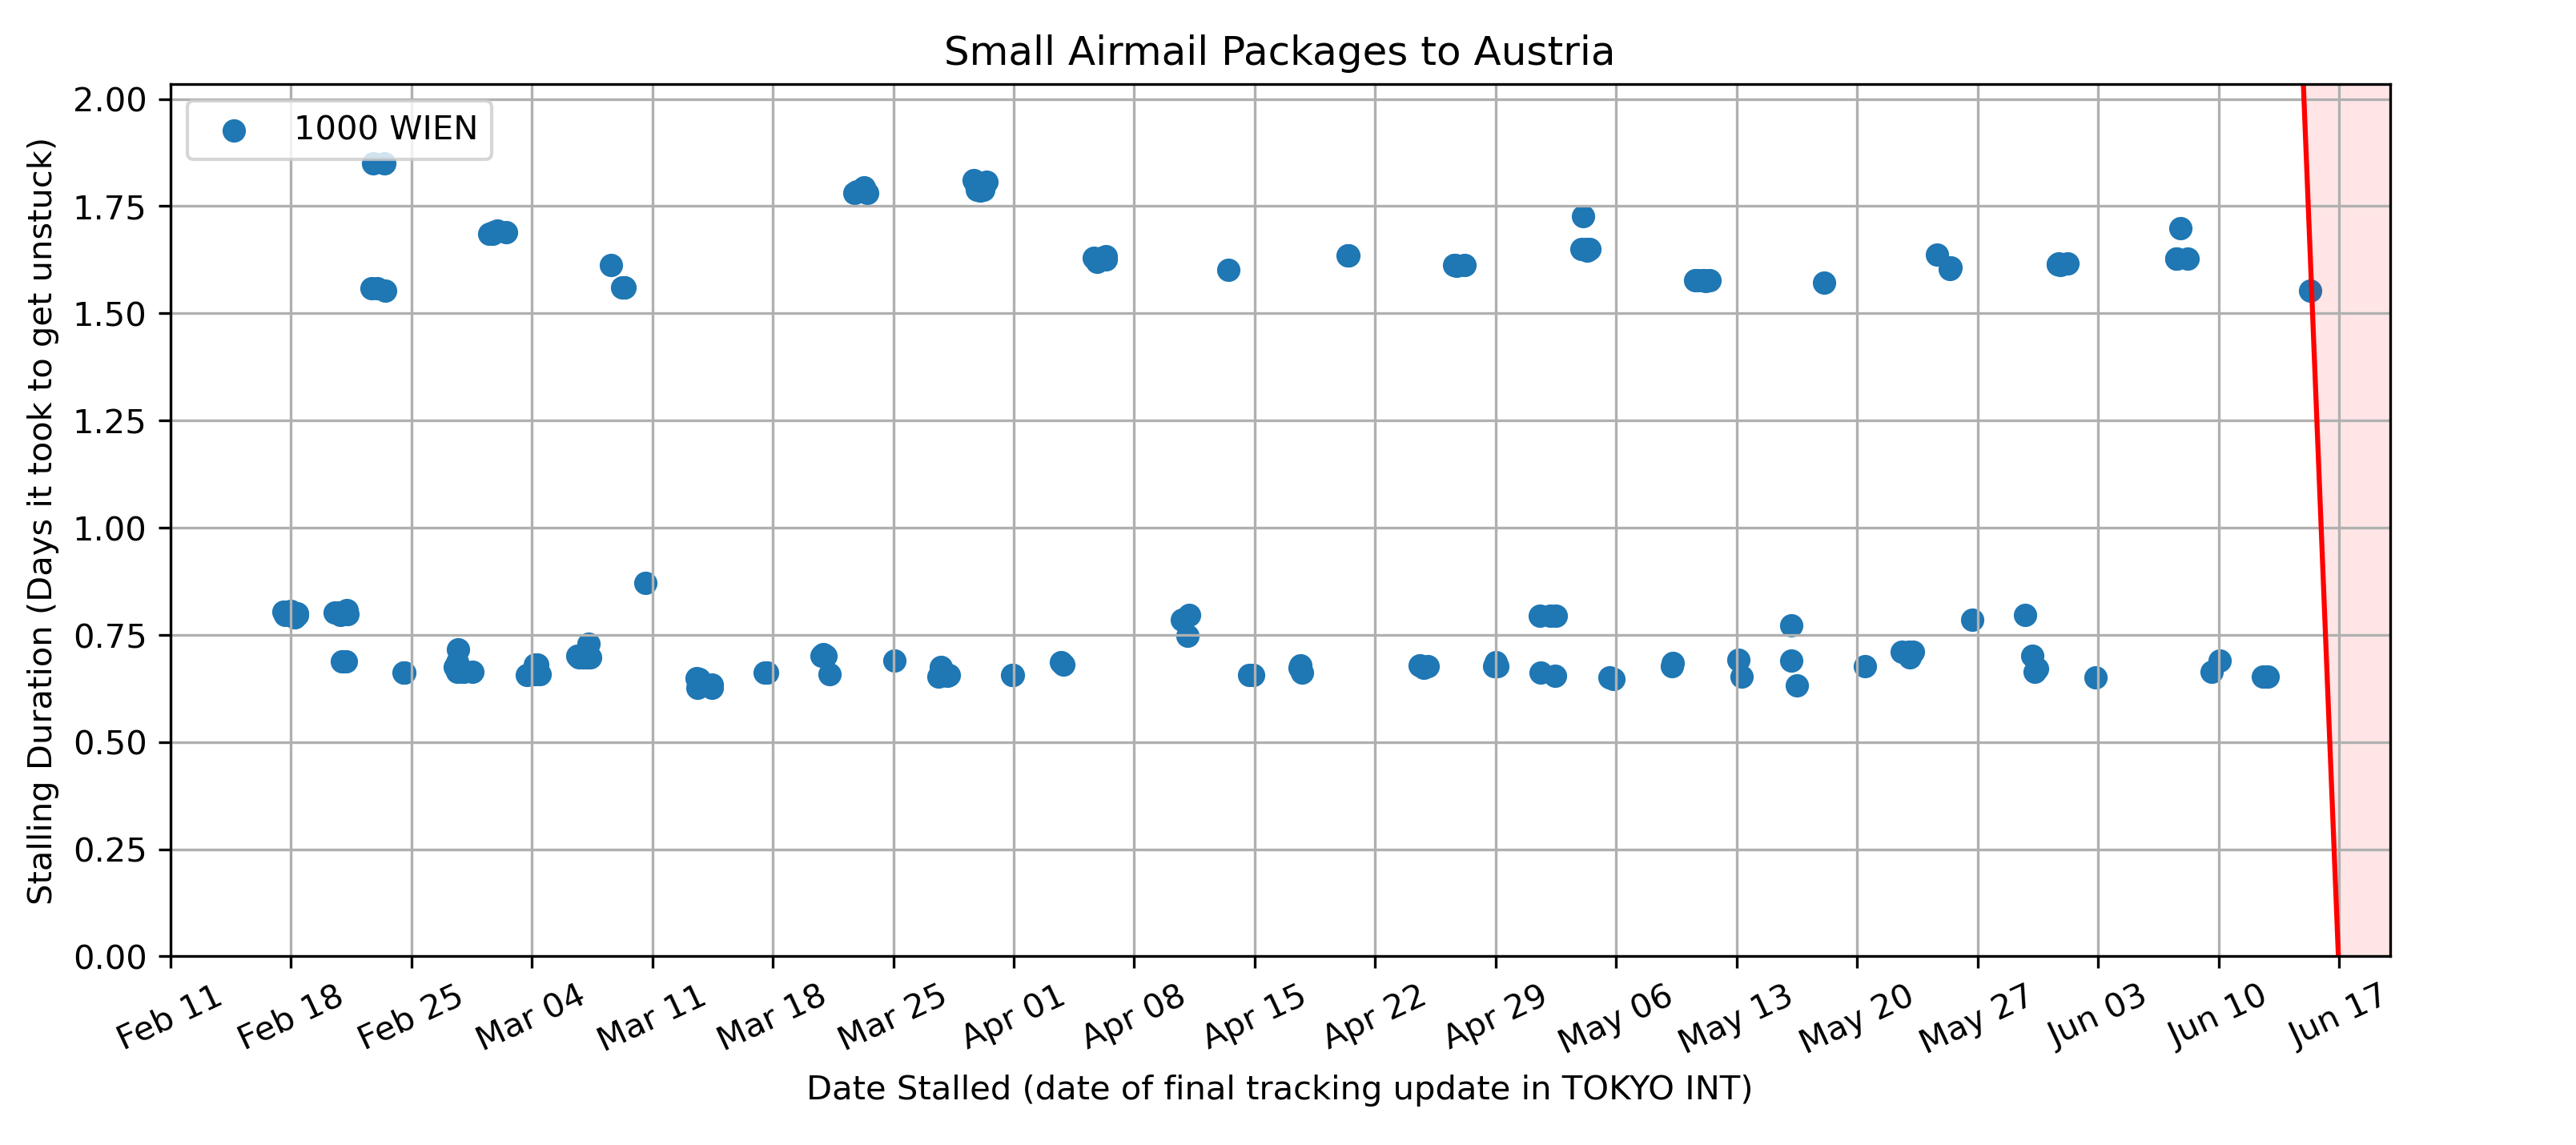 Small Airmail Packages to Austria
1000 WIEN
Stalling Duration (Days it took to get unstuck)
2.00
1.75
1.50
1.25
1.00
0.75
0.50
0.25
0.00
Feb 11
Feb 18
Feb 25
Mar 04
Mar 11
Mar 18
Mar 25
Apr 01
Apr 08
Apr 15
Apr 22
Apr 29
May 06
May 13
May 20
May 27
Jun 03
Jun 10
Jun 17
Date Stalled (date of final tracking update in TOKYO INT)